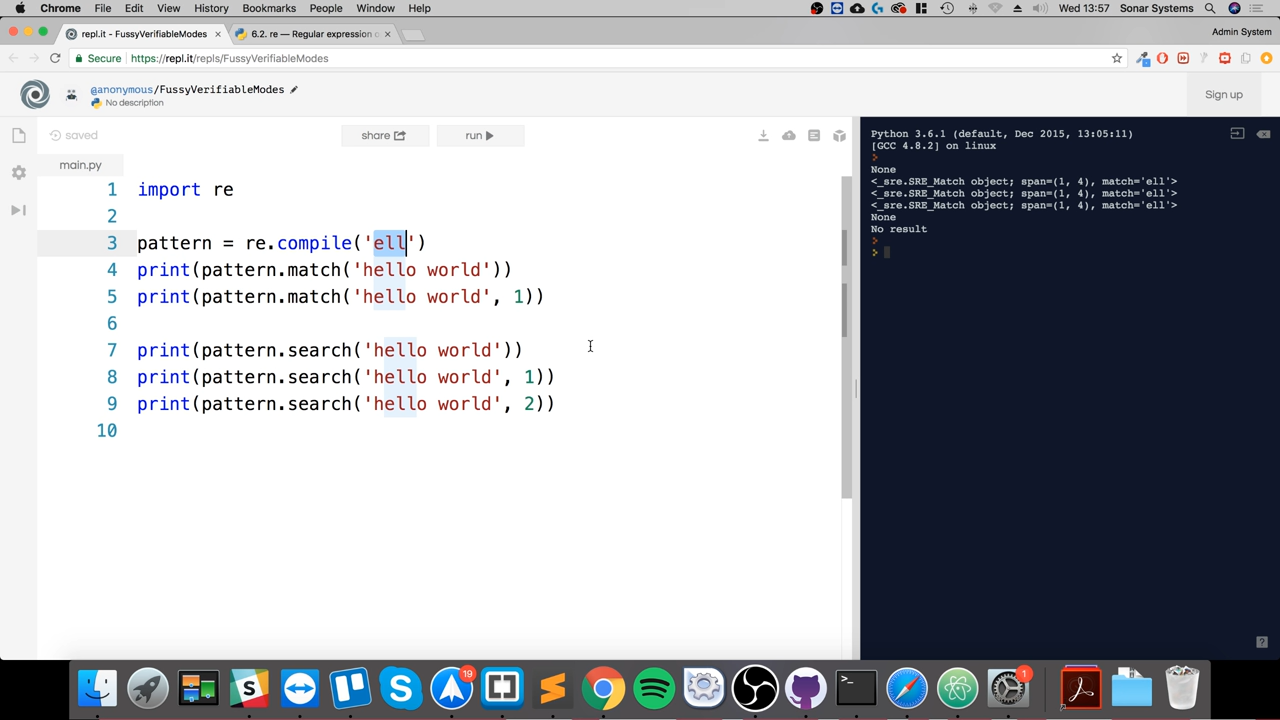 Chrome File Edit View History Bookmarks People Window Help Wed 13:57 Sonar Systems
repl.it - FussyVerifiableModes × 6.2. re — Regular expression × Admin System
Secure https://repl.it/repls/FussyVerifiableModes
@anonymous/FussyVerifiableModes
No description
Sign up
saved share run
main.py
1 import re
2
3 pattern = re.compile('ell')
4 print(pattern.match('hello world'))
5 print(pattern.match('hello world', 1))
6
7 print(pattern.search('hello world'))
8 print(pattern.search('hello world', 1))
9 print(pattern.search('hello world', 2))
10
Python 3.6.1 (default, Dec 2015, 13:05:11)
[GCC 4.8.2] on linux
None
<_sre.SRE_Match object; span=(1, 4), match='ell'>
<_sre.SRE_Match object; span=(1, 4), match='ell'>
<_sre.SRE_Match object; span=(1, 4), match='ell'>
None
No result
?
19
1